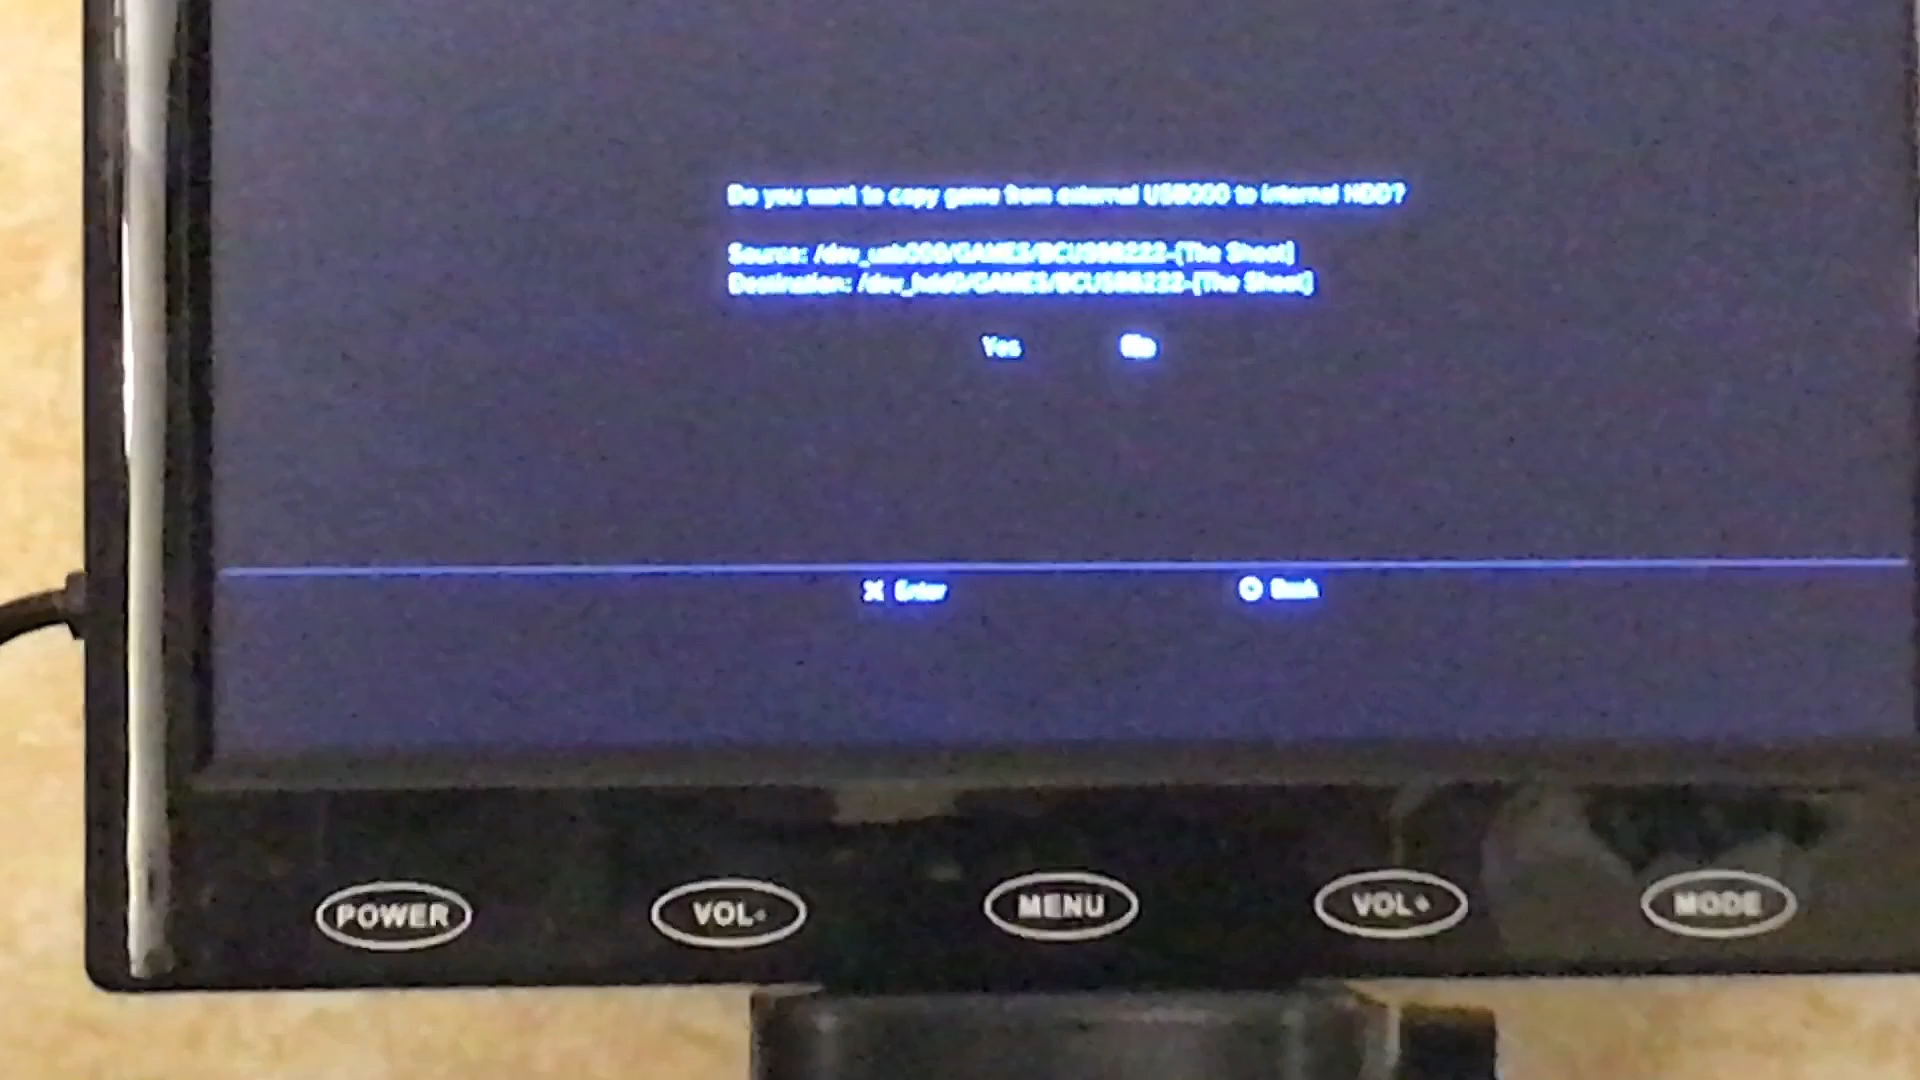 Do you want to copy game from external USB000 to internal HDD?
Source: /dev_usb000/GAMES/BCUS98222-[The Shoot]
Destination: /dev_hdd0/GAMES/BCUS98222-[The Shoot]
Yes No
X Enter O Back
POWER VOL- MENU VOL+ MODE